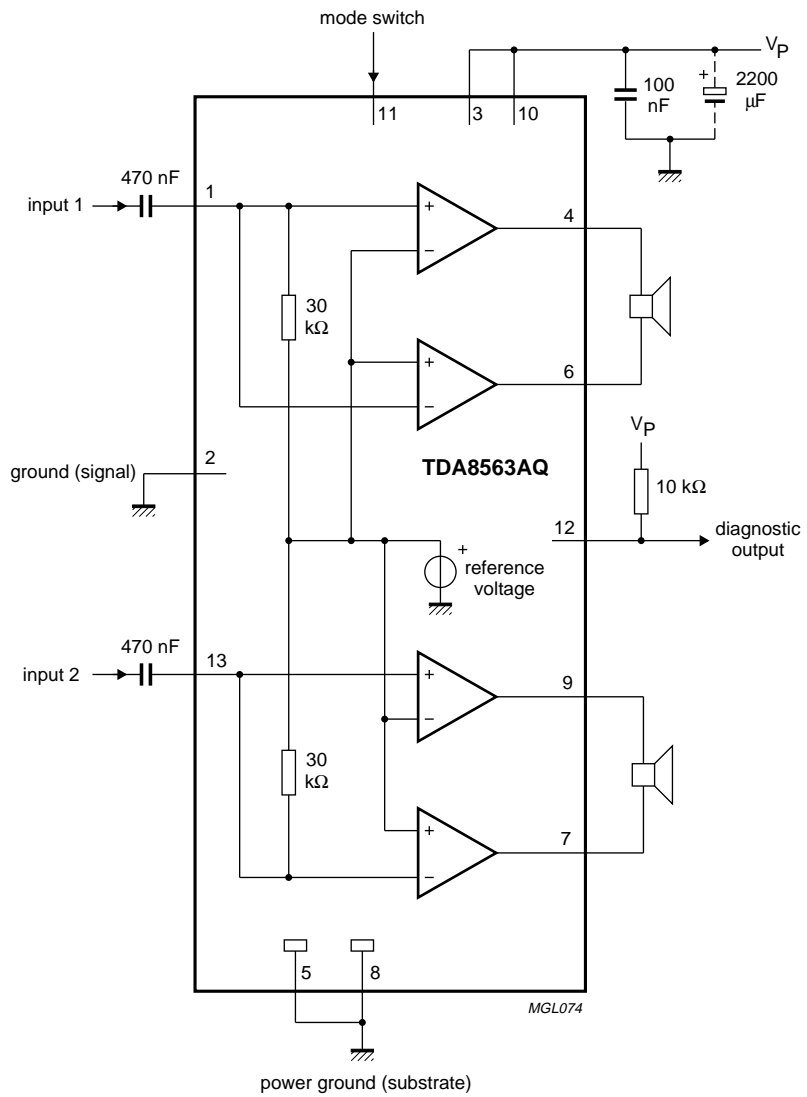 mode switch
V_P
100
nF
+
2200
μF
11
3
10
470 nF
1
input 1
+
−
4
30
kΩ
+
−
6
V_P
2
ground (signal)
TDA8563AQ
10 kΩ
12
diagnostic
output
+
reference
voltage
470 nF
13
input 2
+
−
9
30
kΩ
+
−
7
5
8
MGL074
power ground (substrate)